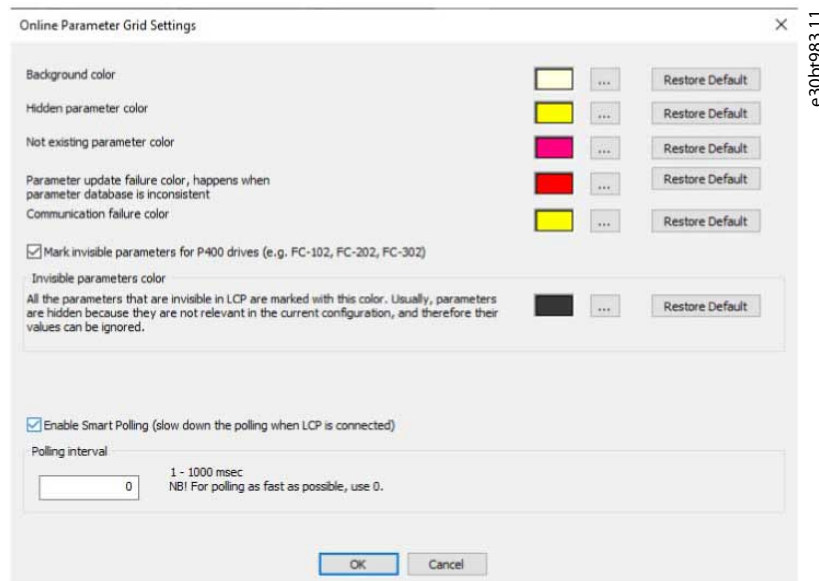 Online Parameter Grid Settings
Background color
... Restore Default
Hidden parameter color
... Restore Default
Not existing parameter color
... Restore Default
Parameter update failure color, happens when
parameter database is inconsistent
... Restore Default
Communication failure color
... Restore Default
Mark invisible parameters for P400 drives (e.g. FC-102, FC-202, FC-302)
Invisible parameters color
All the parameters that are invisible in LCP are marked with this color. Usually, parameters
are hidden because they are not relevant in the current configuration, and therefore their
values can be ignored.
... Restore Default
Enable Smart Polling (slow down the polling when LCP is connected)
Polling interval
0
1 - 1000 msec
NB! For polling as fast as possible, use 0.
OK Cancel
e30bt983.11